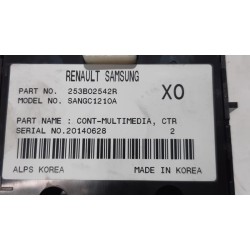 RENAULT SAMSUNG
PART NO. 253B02542R XO
MODEL NO. SANGC1210A
PART NAME : CONT-MULTIMEDIA, CTR
SERIAL NO.20140628 2
ALPS KOREA MADE IN KOREA